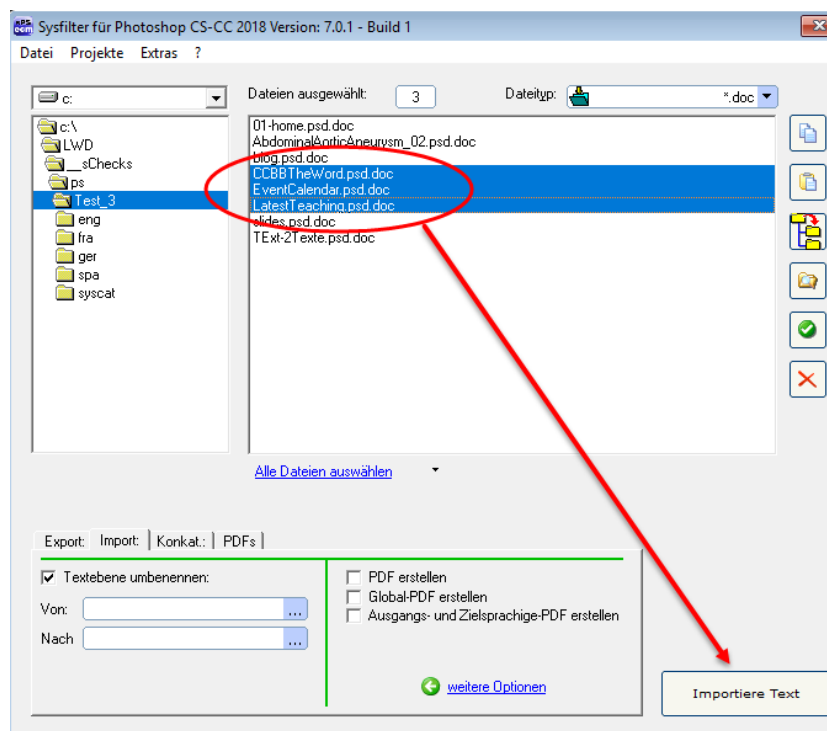 Sysfilter für Photoshop CS-CC 2018 Version: 7.0.1 - Build 1
Datei Projekte Extras ?
c:
Dateien ausgewählt: 3 Dateityp: *.doc
c:\
LWD
__sChecks
ps
Test_3
eng
fra
ger
spa
syscat
01-home.psd.doc
AbdominalAorticAneurysm_02.psd.doc
blog.psd.doc
CCBBTheWord.psd.doc
EventCalendar.psd.doc
LatestTeaching.psd.doc
slides.psd.doc
TExt-2Texte.psd.doc
Alle Dateien auswählen
Export: Import: Konkat.: PDFs
Textebene umbenennen:
Von: ...
Nach ...
PDF erstellen
Global-PDF erstellen
Ausgangs- und Zielsprachige-PDF erstellen
weitere Optionen
Importiere Text